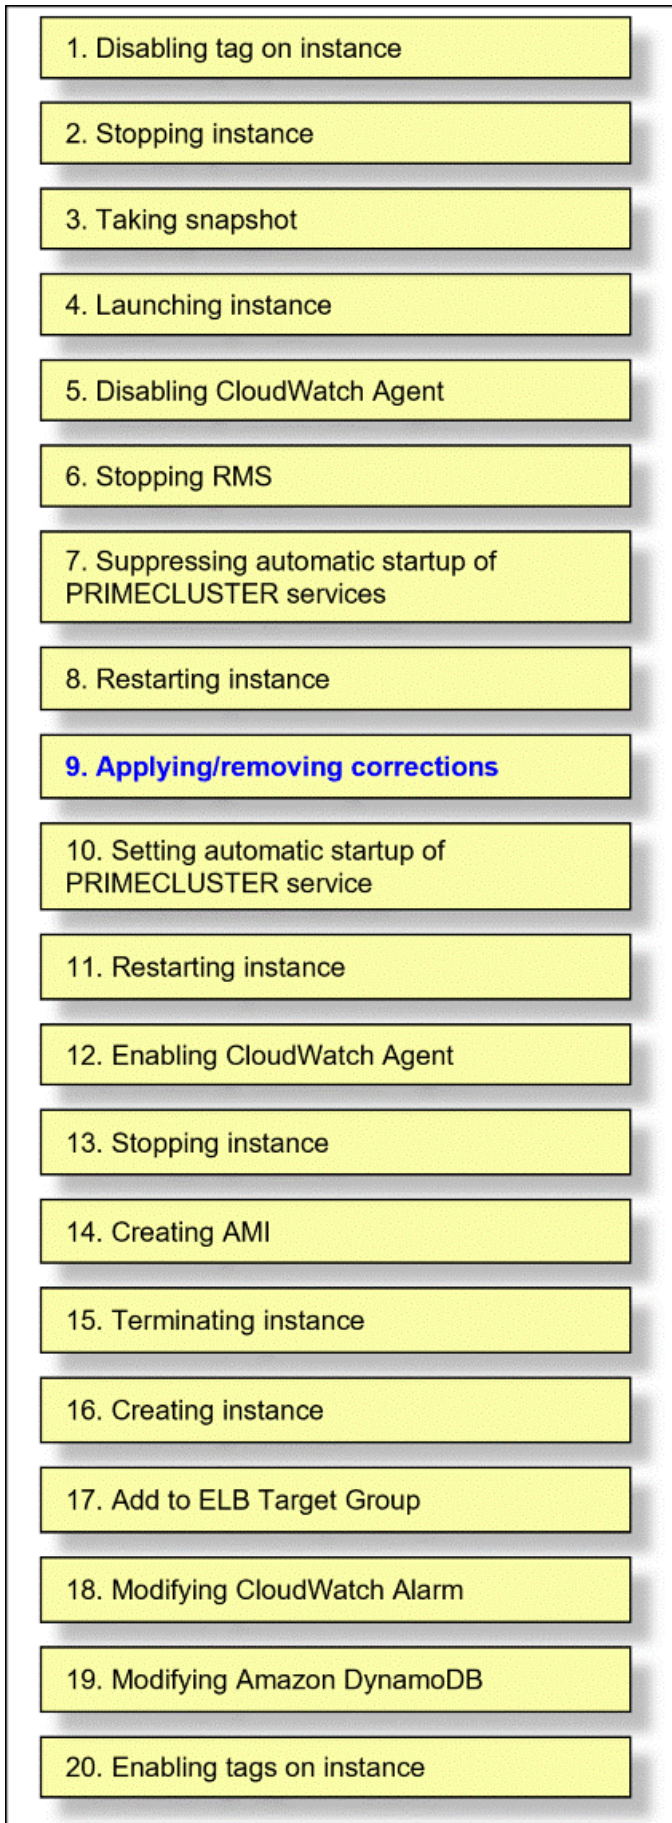 1. Disabling tag on instance
2. Stopping instance
3. Taking snapshot
4. Launching instance
5. Disabling CloudWatch Agent
6. Stopping RMS
7. Suppressing automatic startup of
PRIMECLUSTER services
8. Restarting instance
9. Applying/removing corrections
10. Setting automatic startup of
PRIMECLUSTER service
11. Restarting instance
12. Enabling CloudWatch Agent
13. Stopping instance
14. Creating AMI
15. Terminating instance
16. Creating instance
17. Add to ELB Target Group
18. Modifying CloudWatch Alarm
19. Modifying Amazon DynamoDB
20. Enabling tags on instance